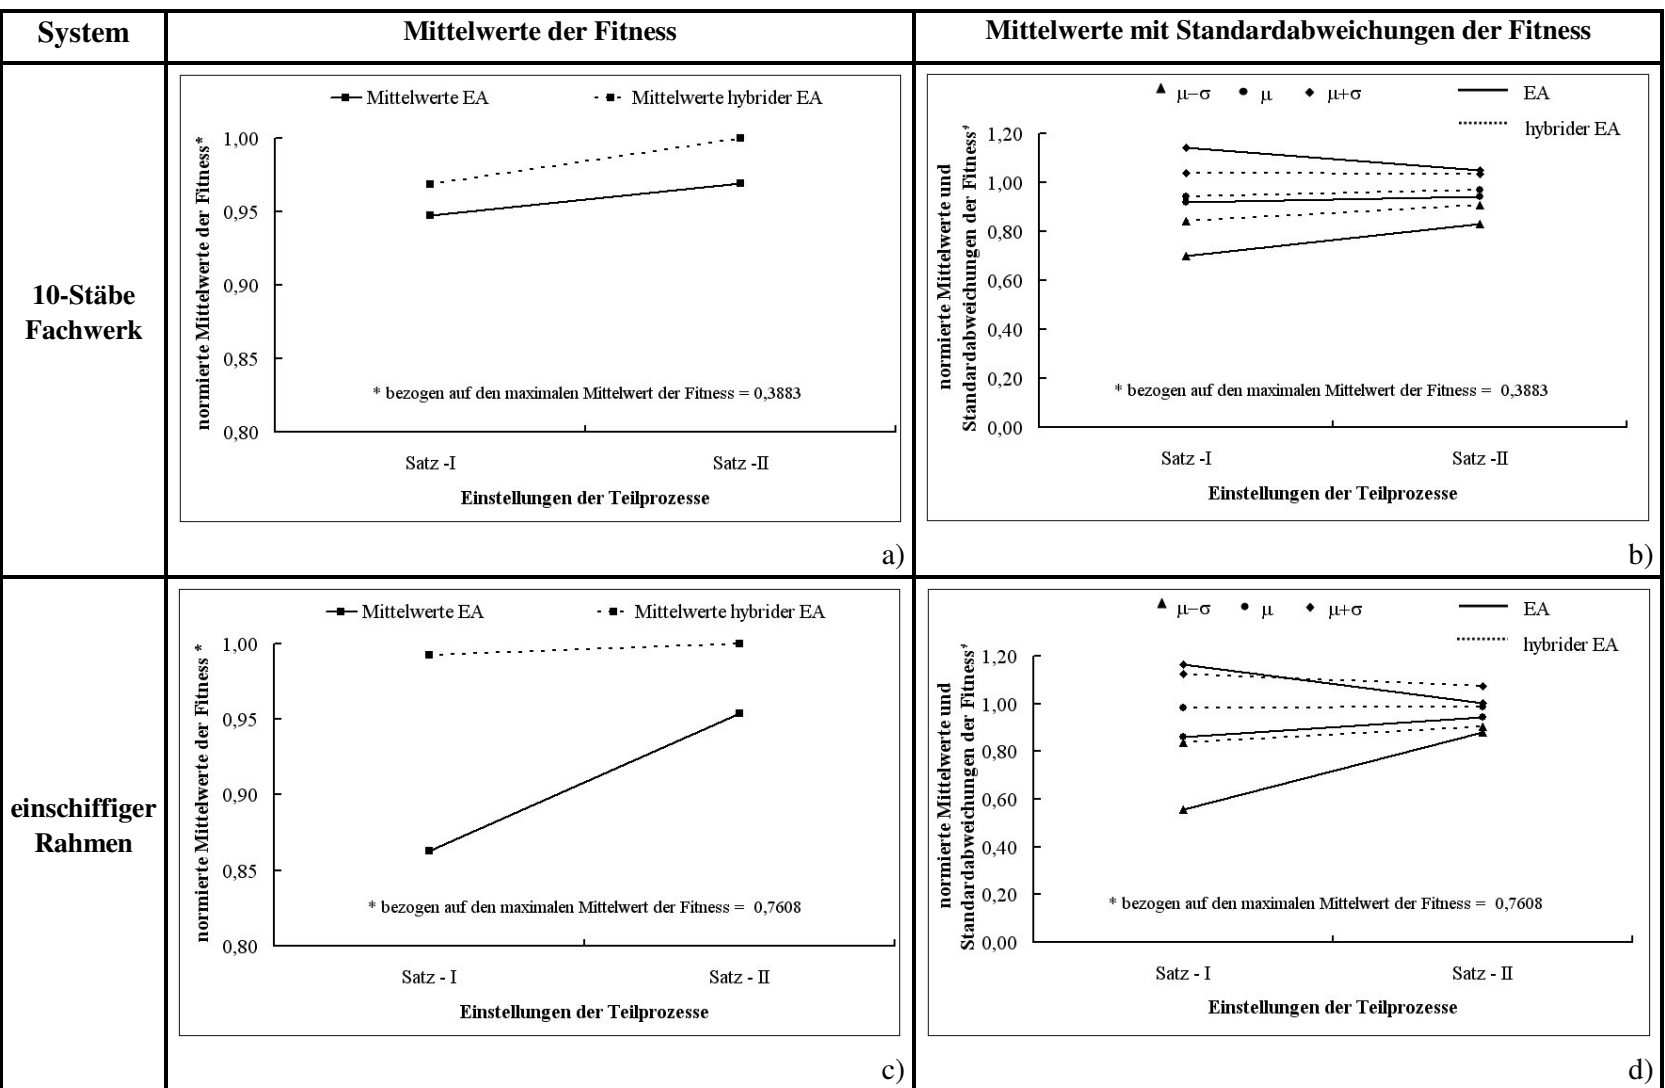 System
Mittelwerte der Fitness
Mittelwerte mit Standardabweichungen der Fitness
10-Stäbe
Fachwerk
Mittelwerte EA
Mittelwerte hybrider EA
normierte Mittelwerte der Fitness*
1,00
0,95
0,90
0,85
0,80
* bezogen auf den maximalen Mittelwert der Fitness = 0,3883
Satz -I
Satz -II
Einstellungen der Teilprozesse
a)
μ−σ
μ
μ+σ
EA
hybrider EA
normierte Mittelwerte und
Standardabweichungen der Fitness*
1,20
1,00
0,80
0,60
0,40
0,20
0,00
* bezogen auf den maximalen Mittelwert der Fitness = 0,3883
Satz -I
Satz -II
Einstellungen der Teilprozesse
b)
einschiffiger
Rahmen
Mittelwerte EA
Mittelwerte hybrider EA
normierte Mittelwerte der Fitness *
1,00
0,95
0,90
0,85
0,80
* bezogen auf den maximalen Mittelwert der Fitness = 0,7608
Satz - I
Satz - II
Einstellungen der Teilprozesse
c)
μ−σ
μ
μ+σ
EA
hybrider EA
normierte Mittelwerte und
Standardabweichungen der Fitness*
1,20
1,00
0,80
0,60
0,40
0,20
0,00
* bezogen auf den maximalen Mittelwert der Fitness = 0,7608
Satz - I
Satz - II
Einstellungen der Teilprozesse
d)